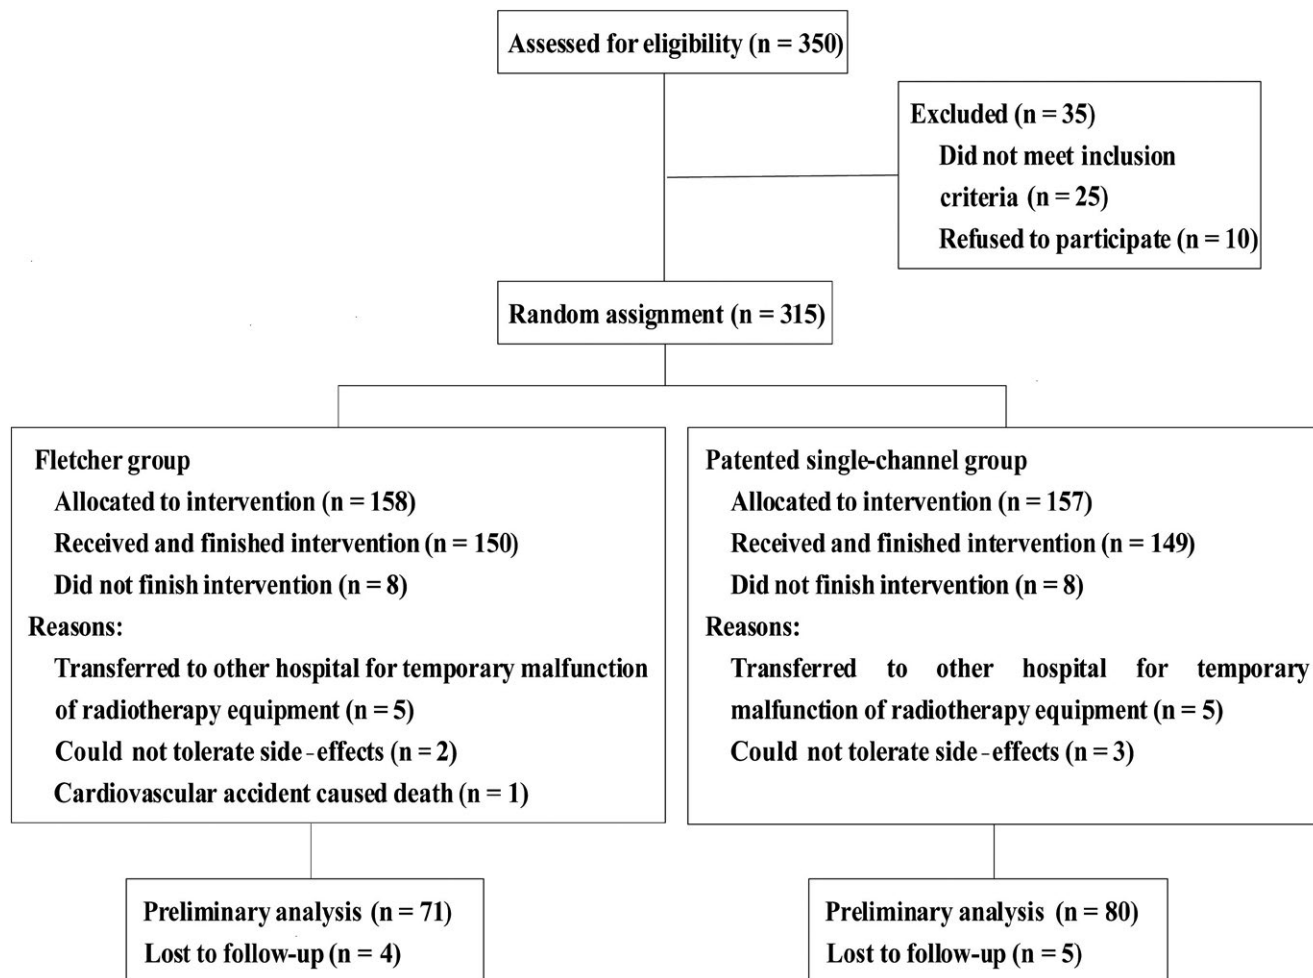 Assessed for eligibility (n = 350)
Excluded (n = 35)
Did not meet inclusion
criteria (n = 25)
Refused to participate (n = 10)
Random assignment (n = 315)
Fletcher group
Allocated to intervention (n = 158)
Received and finished intervention (n = 150)
Did not finish intervention (n = 8)
Reasons:
Transferred to other hospital for temporary malfunction
of radiotherapy equipment (n = 5)
Could not tolerate side-effects (n = 2)
Cardiovascular accident caused death (n = 1)
Patented single-channel group
Allocated to intervention (n = 157)
Received and finished intervention (n = 149)
Did not finish intervention (n = 8)
Reasons:
Transferred to other hospital for temporary
malfunction of radiotherapy equipment (n = 5)
Could not tolerate side-effects (n = 3)
Preliminary analysis (n = 71)
Lost to follow-up (n = 4)
Preliminary analysis (n = 80)
Lost to follow-up (n = 5)